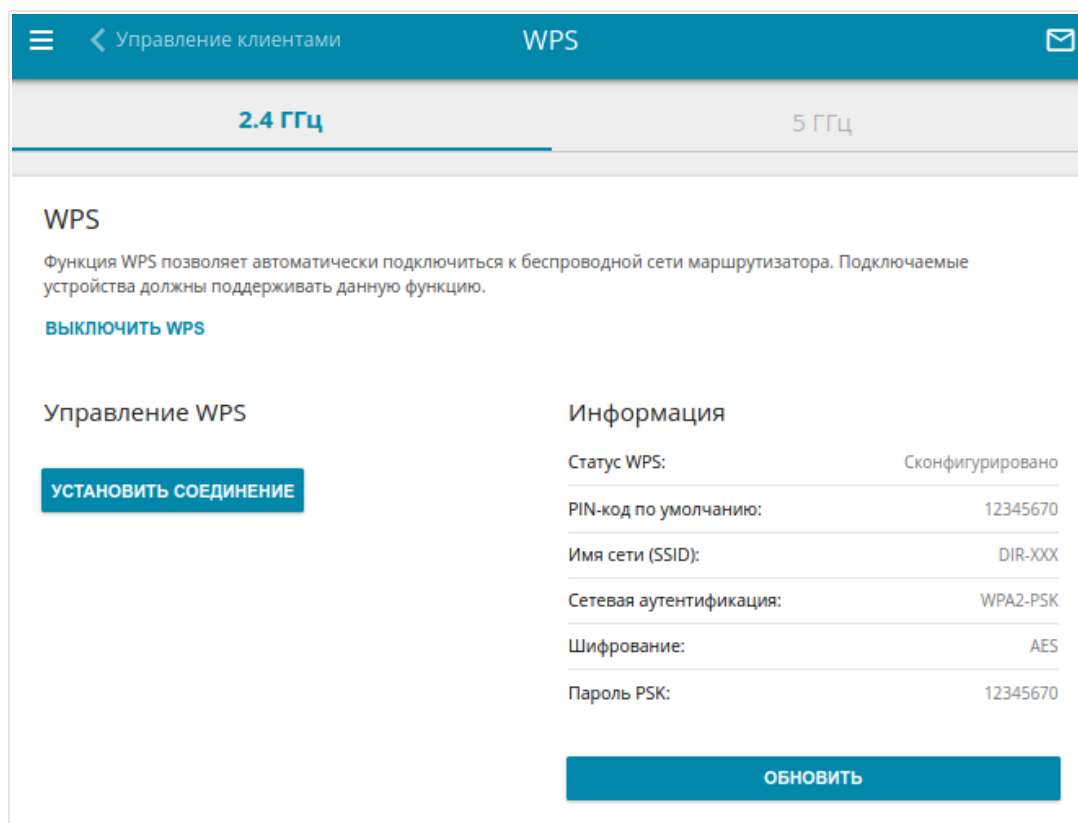 Управление клиентами
WPS
2.4 ГГц
5 ГГц
WPS
Функция WPS позволяет автоматически подключиться к беспроводной сети маршрутизатора. Подключаемые
устройства должны поддерживать данную функцию.
ВЫКЛЮЧИТЬ WPS
Управление WPS
УСТАНОВИТЬ СОЕДИНЕНИЕ
Информация
Статус WPS: Сконфигурировано
PIN-код по умолчанию: 12345670
Имя сети (SSID): DIR-XXX
Сетевая аутентификация: WPA2-PSK
Шифрование: AES
Пароль PSK: 12345670
ОБНОВИТЬ